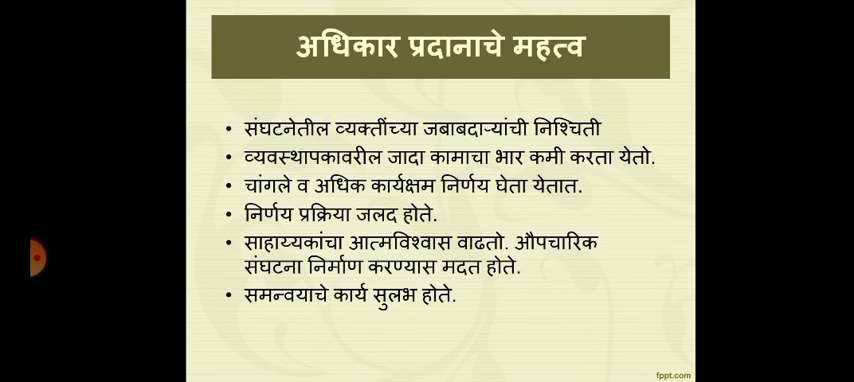 अधिकार प्रदानाचे महत्व
• संघटनेतील व्यक्तींच्या जबाबदाऱ्यांची निश्चिती
• व्यवस्थापकावरील जादा कामाचा भार कमी करता येतो.
• चांगले व अधिक कार्यक्षम निर्णय घेता येतात.
• निर्णय प्रक्रिया जलद होते.
• साहाय्यकांचा आत्मविश्वास वाढतो. औपचारिक
संघटना निर्माण करण्यास मदत होते.
• समन्वयाचे कार्य सुलभ होते.
fppt.com